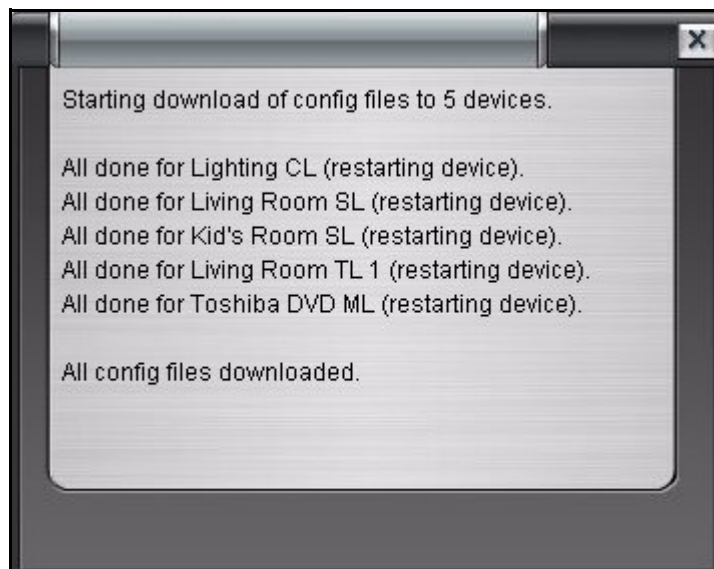 Starting download of config files to 5 devices.
All done for Lighting CL (restarting device).
All done for Living Room SL (restarting device).
All done for Kid's Room SL (restarting device).
All done for Living Room TL 1 (restarting device).
All done for Toshiba DVD ML (restarting device).
All config files downloaded.